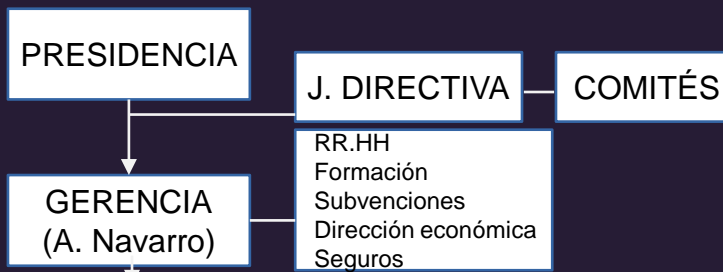 PRESIDENCIA
J. DIRECTIVA
COMITÉS
RR.HH
Formación
Subvenciones
Dirección económica
Seguros
GERENCIA
(A. Navarro)